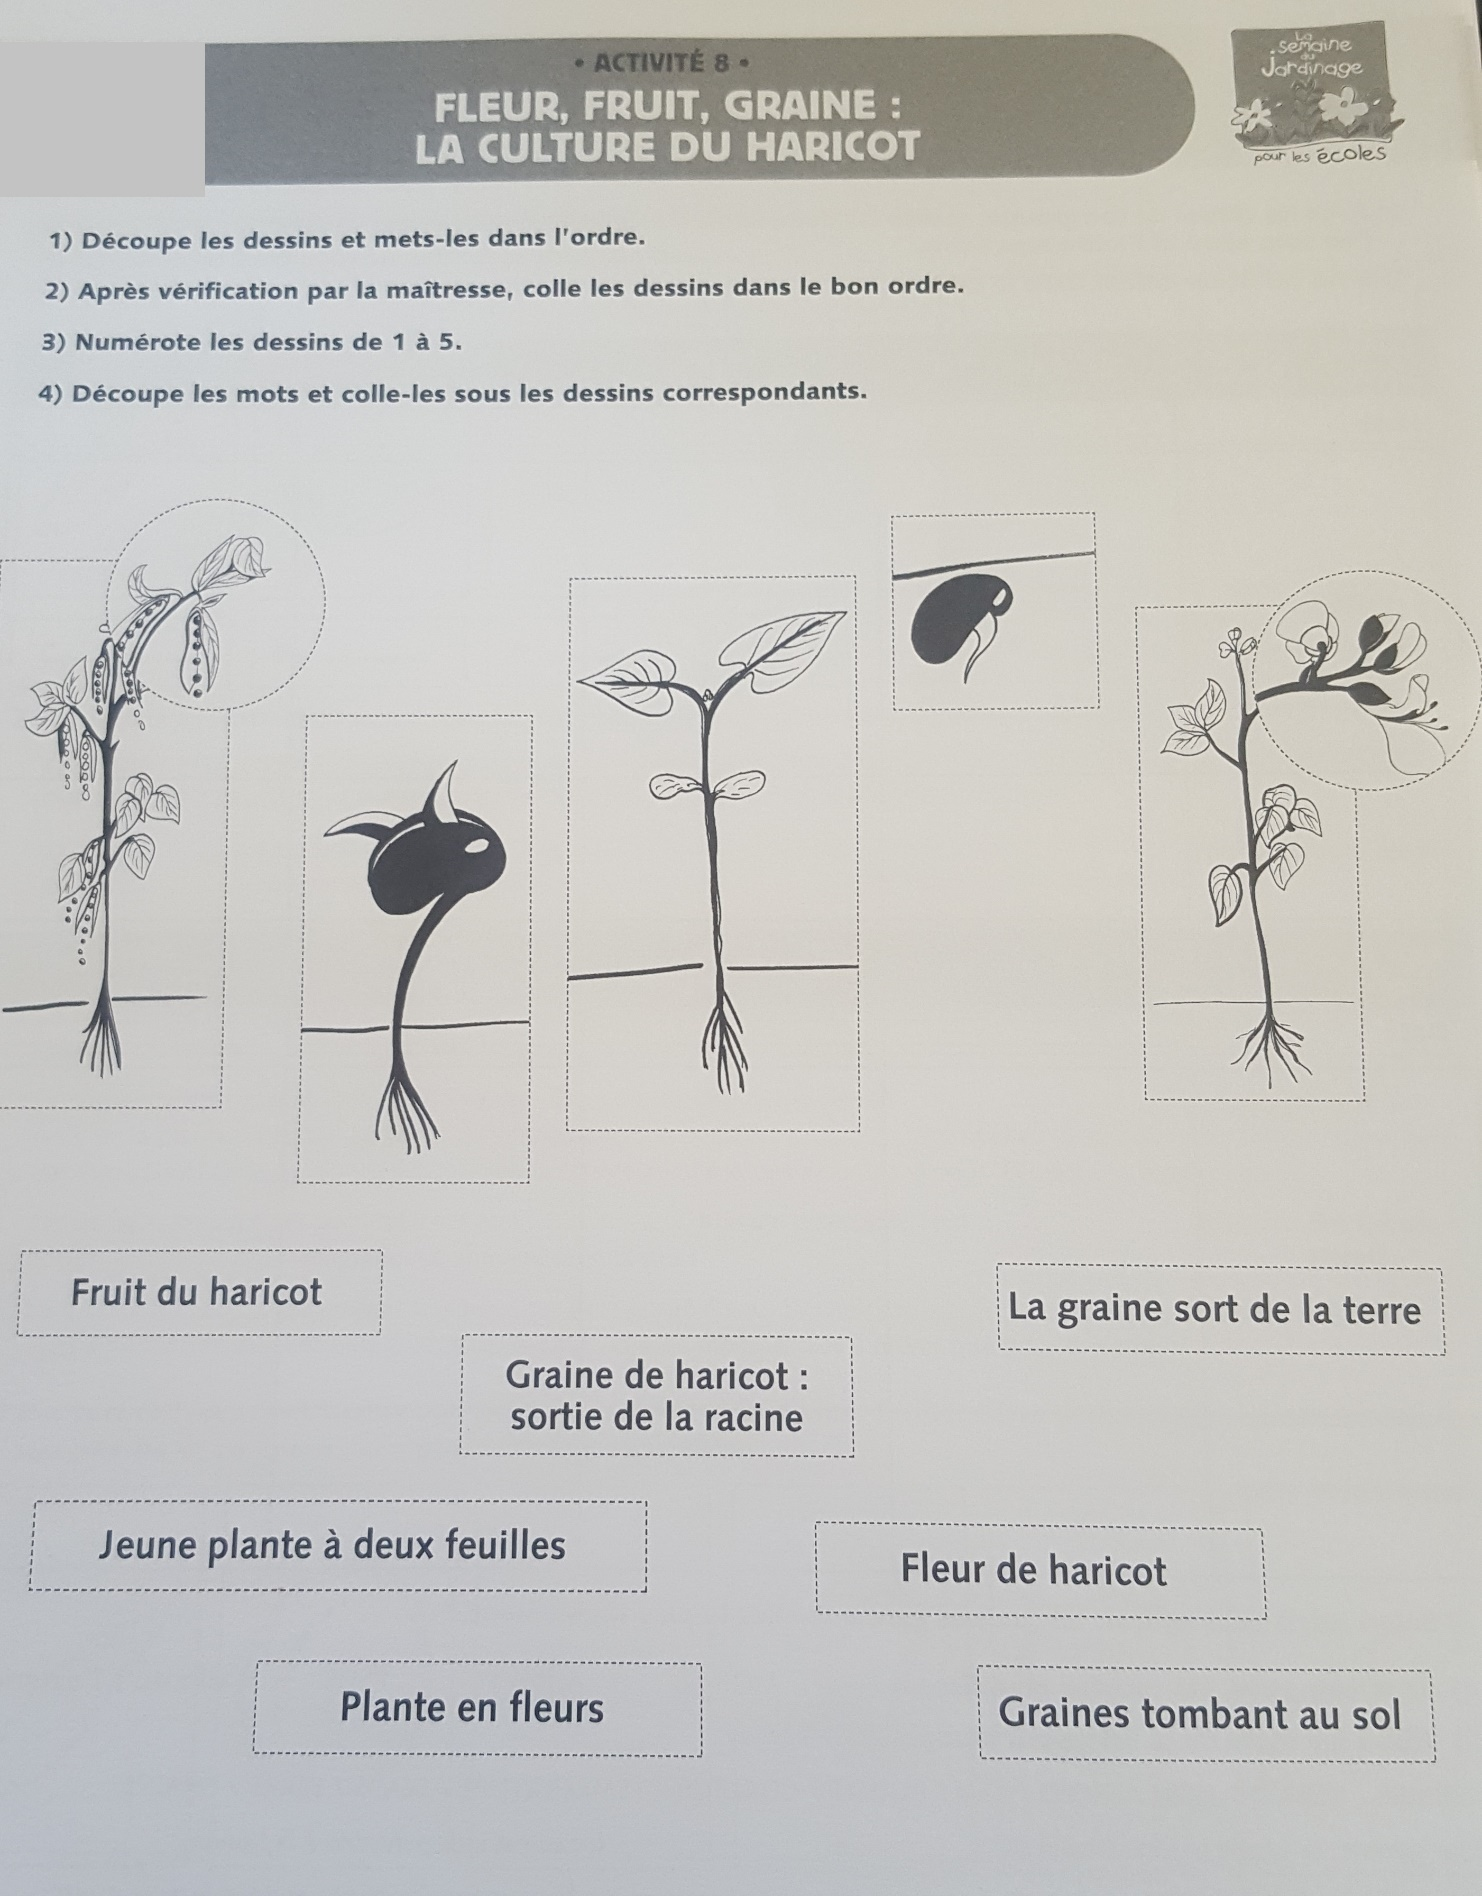 • ACTIVITÉ 8 •
FLEUR, FRUIT, GRAINE :
LA CULTURE DU HARICOT
La
semaine
du
Jardinage
pour les écoles
1) Découpe les dessins et mets-les dans l'ordre.
2) Après vérification par la maîtresse, colle les dessins dans le bon ordre.
3) Numérote les dessins de 1 à 5.
4) Découpe les mots et colle-les sous les dessins correspondants.
Fruit du haricot
La graine sort de la terre
Graine de haricot :
sortie de la racine
Jeune plante à deux feuilles
Fleur de haricot
Plante en fleurs
Graines tombant au sol